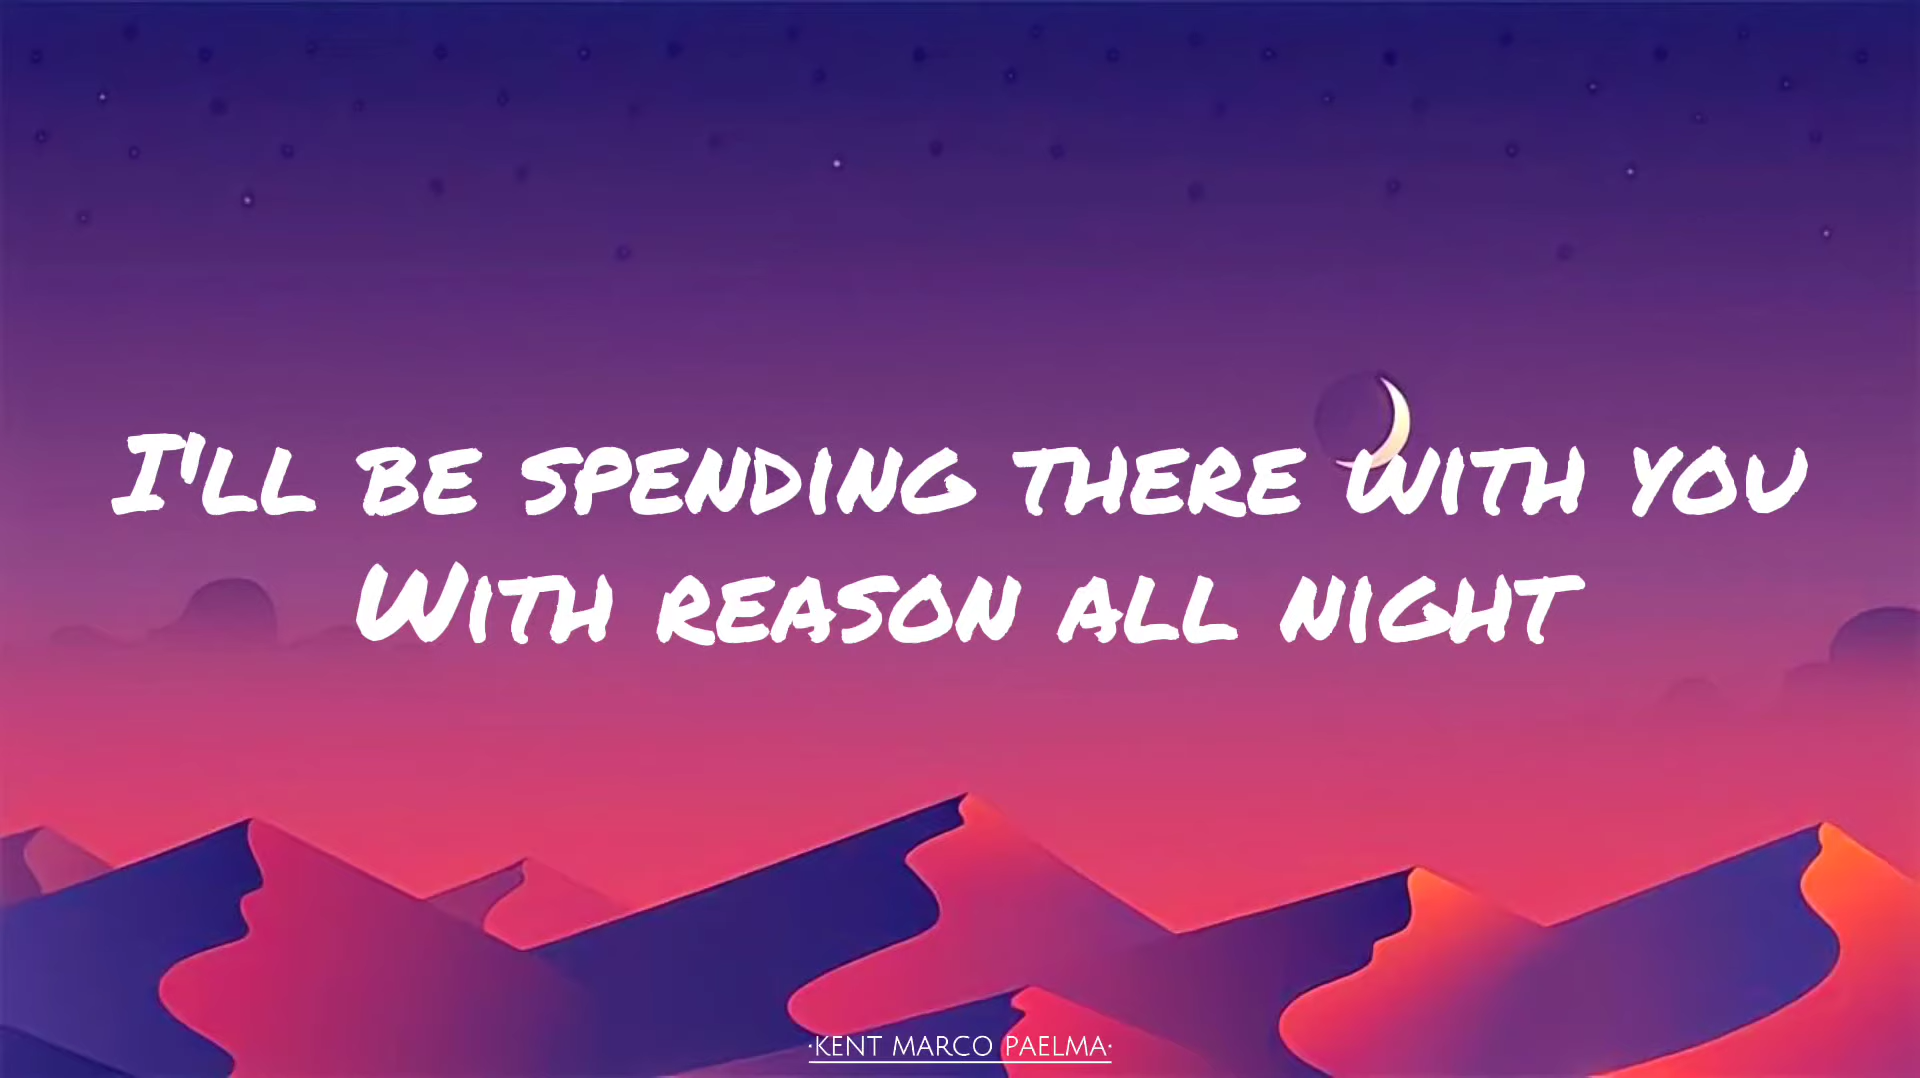 I'LL BE SPENDING THERE WITH YOU
WITH REASON ALL NIGHT
·KENT MARCO PAELMA·